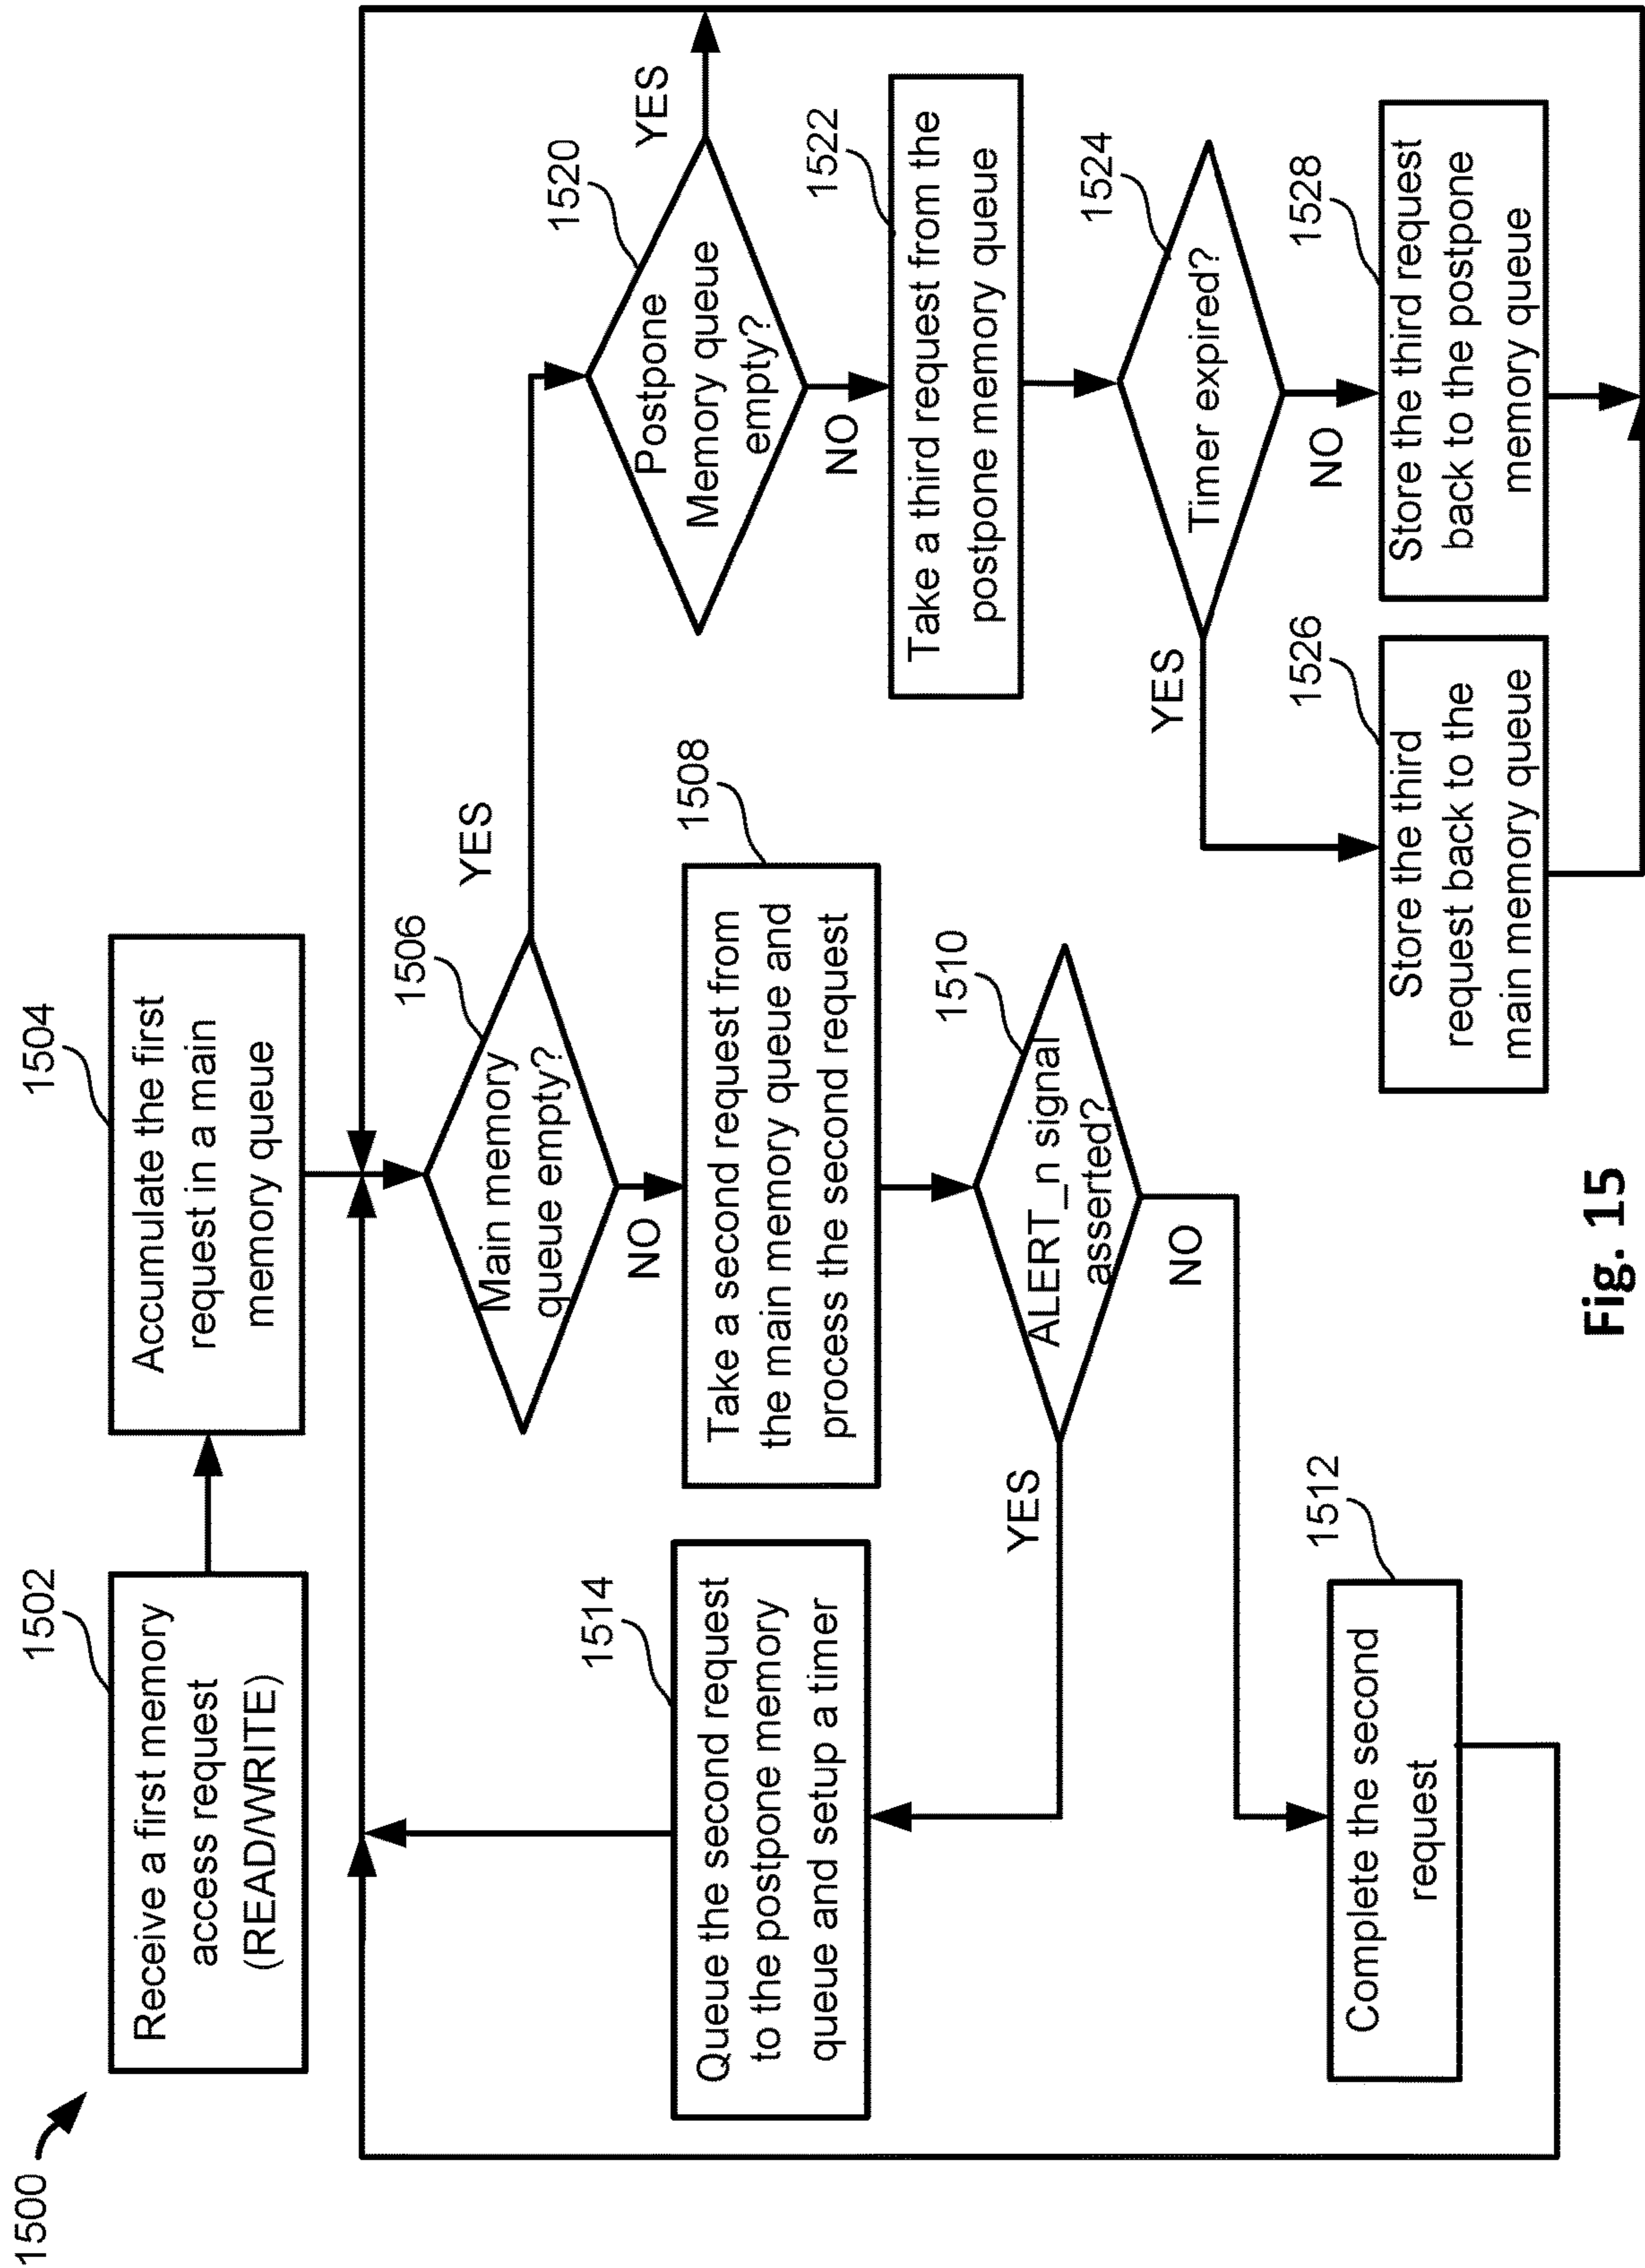 1500
1502
Receive a first memory
access request
(READ/WRITE)
1504
Accumulate the first
request in a main
memory queue
1506
Main memory
queue empty?
YES
NO
1508
Take a second request from
the main memory queue and
process the second request
1510
ALERT_n signal
asserted?
YES
NO
1514
Queue the second request
to the postpone memory
queue and setup a timer
1512
Complete the second
request
1520
Postpone
Memory queue
empty?
YES
NO
1522
Take a third request from the
postpone memory queue
1524
Timer expired?
YES
NO
1526
Store the third
request back to the
main memory queue
1528
Store the third request
back to the postpone
memory queue
Fig. 15